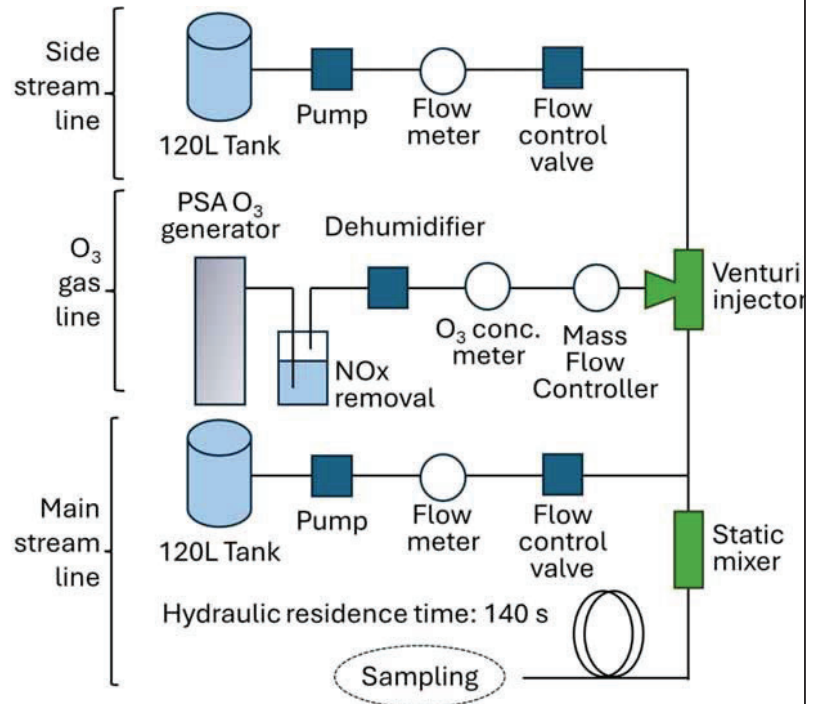 Side
stream
line
120L Tank
Pump
Flow
meter
Flow
control
valve
O₃
gas
line
PSA O₃
generator
NOx
removal
Dehumidifier
O₃ conc.
meter
Mass
Flow
Controller
Venturi
injector
Main
stream
line
120L Tank
Pump
Flow
meter
Flow
control
valve
Static
mixer
Hydraulic residence time: 140 s
Sampling